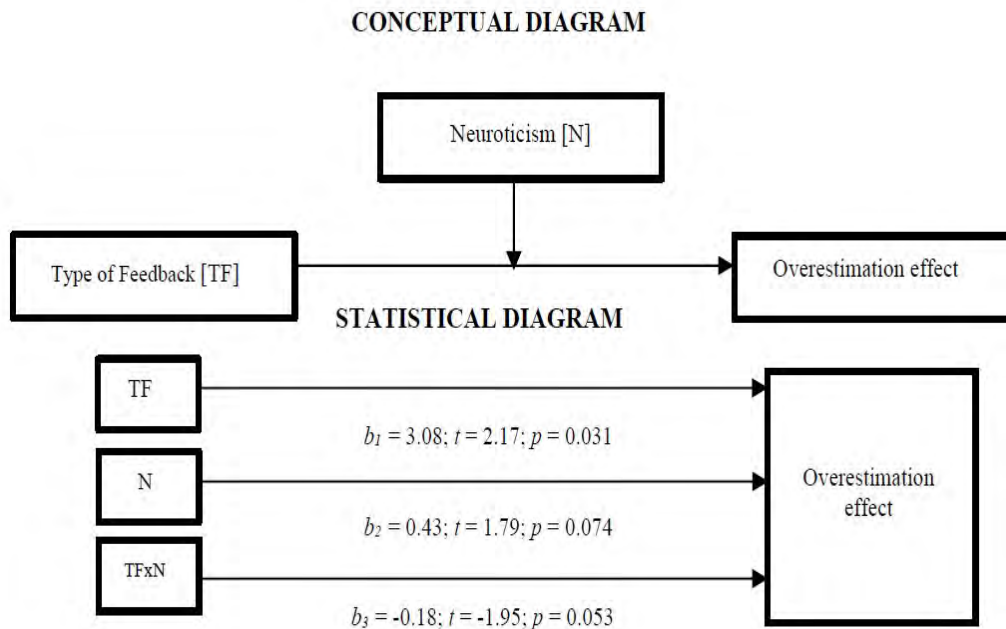 CONCEPTUAL DIAGRAM
Neuroticism [N]
Type of Feedback [TF]
Overestimation effect
STATISTICAL DIAGRAM
TF
b1 = 3.08; t = 2.17; p = 0.031
N
Overestimation
effect
b2 = 0.43; t = 1.79; p = 0.074
TFxN
b3 = -0.18; t = -1.95; p = 0.053